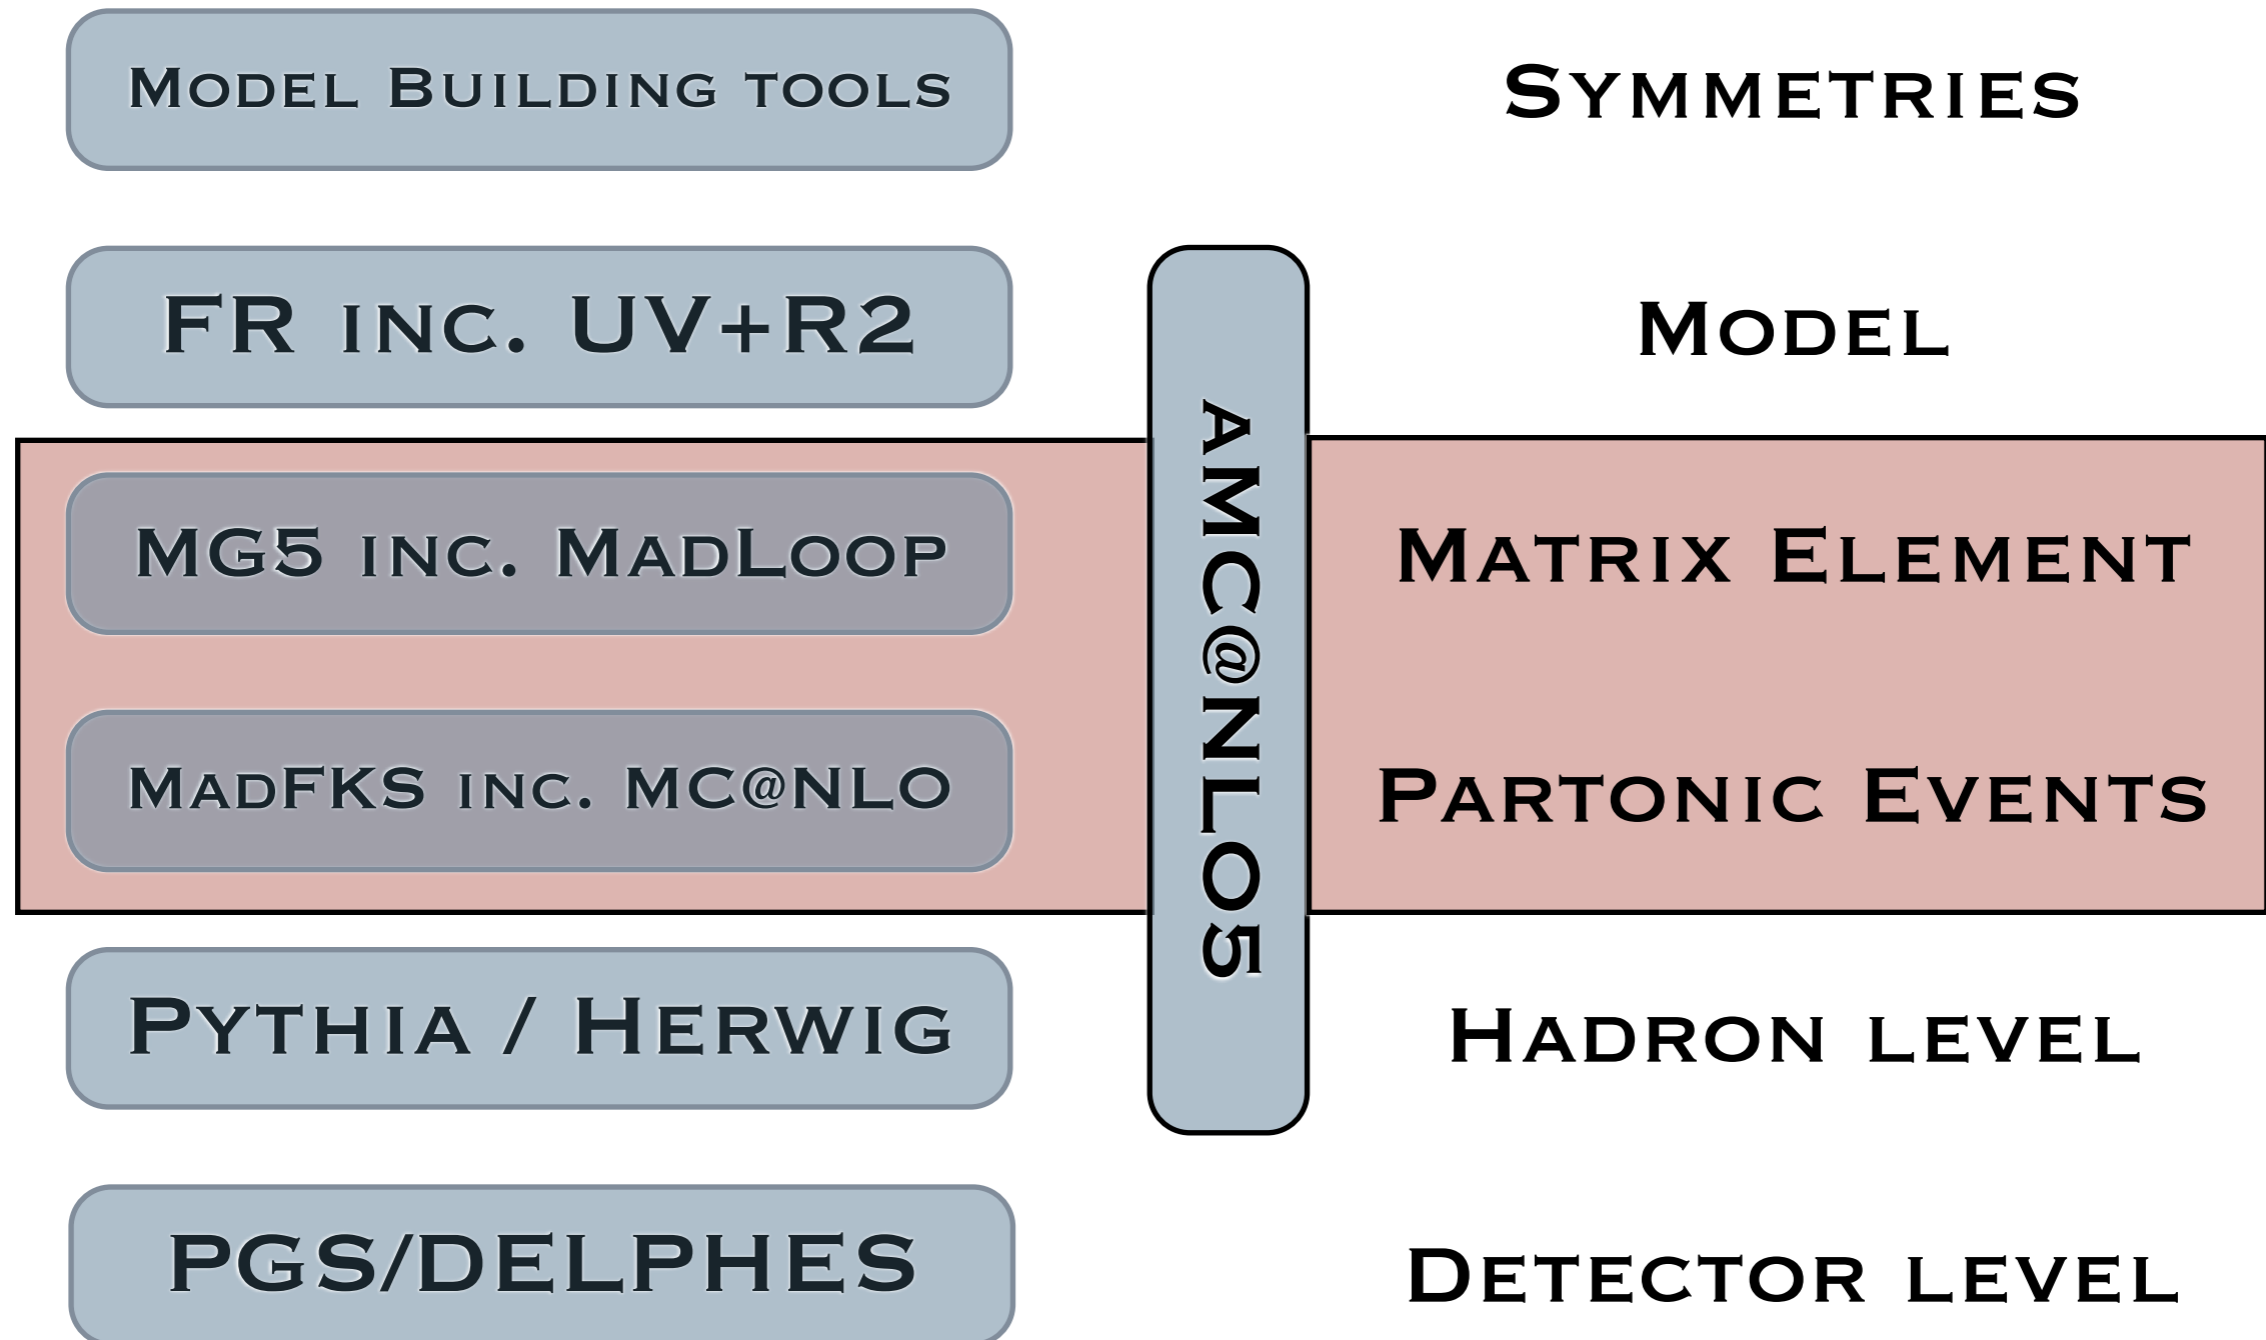 Model Building tools
Symmetries
FR inc. UV+R2
Model
aMC@NLO5
MG5 inc. MadLoop
Matrix Element
MadFKS inc. MC@NLO
Partonic Events
Pythia / Herwig
Hadron level
PGS/DELPHES
Detector level